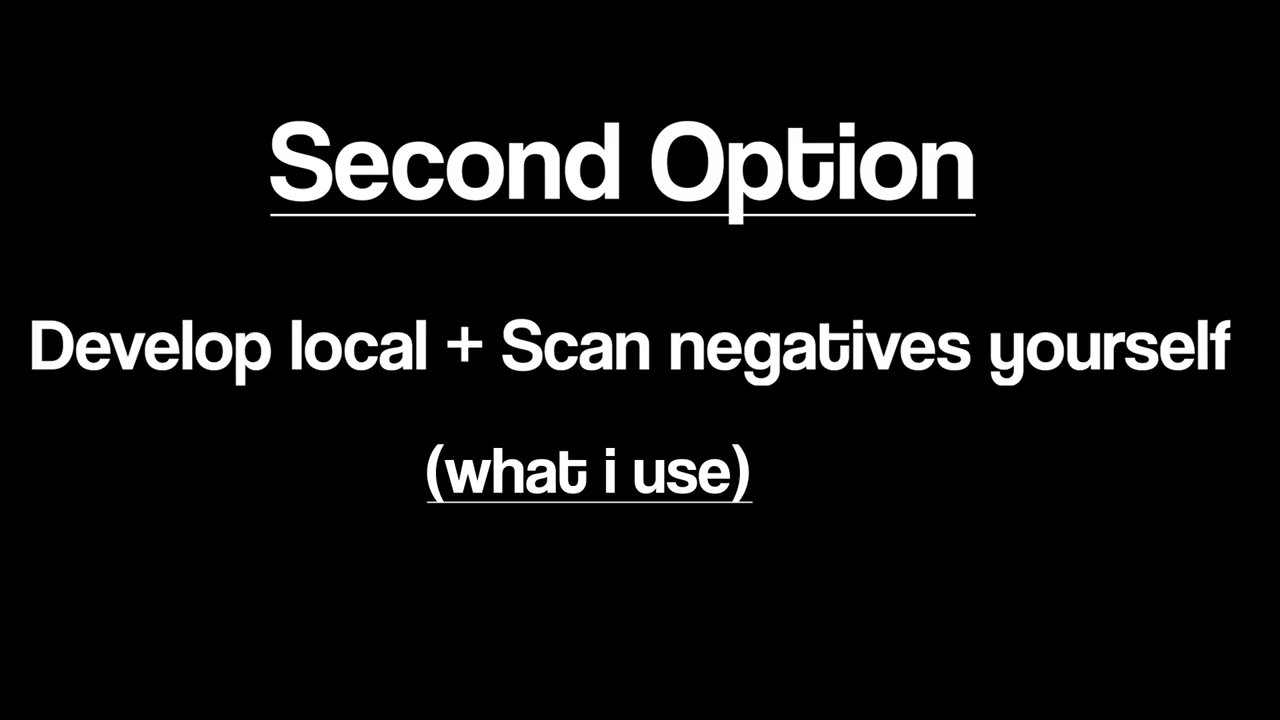 Second Option
Develop local + Scan negatives yourself
(what i use)